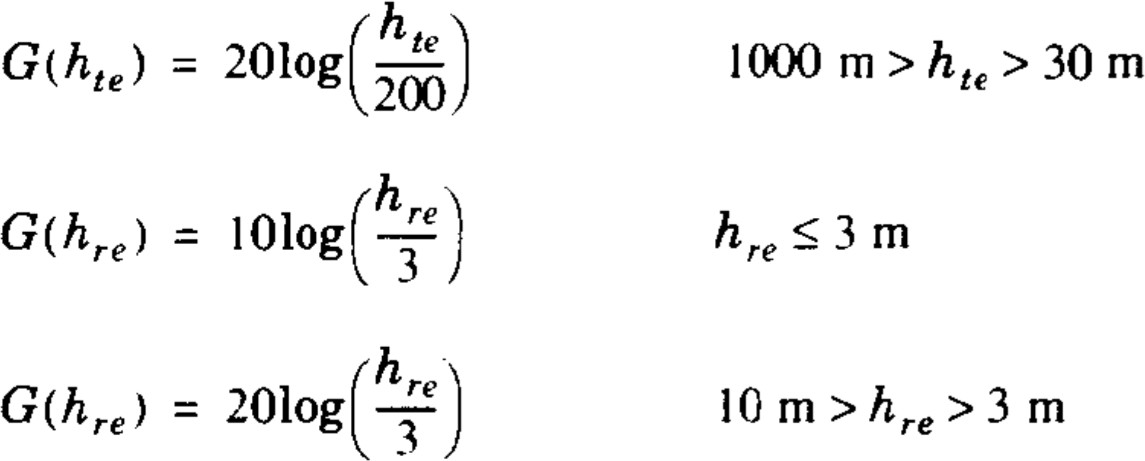 G(h_te) = 20log(h_te/200) 1000 m > h_te > 30 m
G(h_re) = 10log(h_re/3) h_re ≤ 3 m
G(h_re) = 20log(h_re/3) 10 m > h_re > 3 m